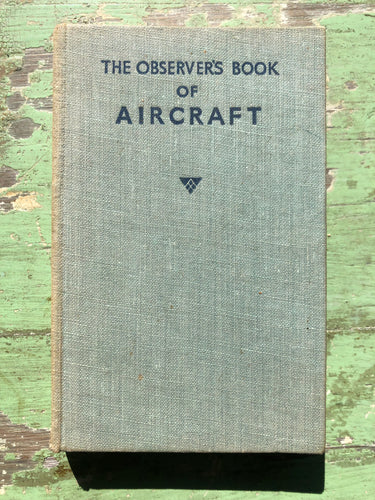 THE OBSERVER'S BOOK
OF
AIRCRAFT